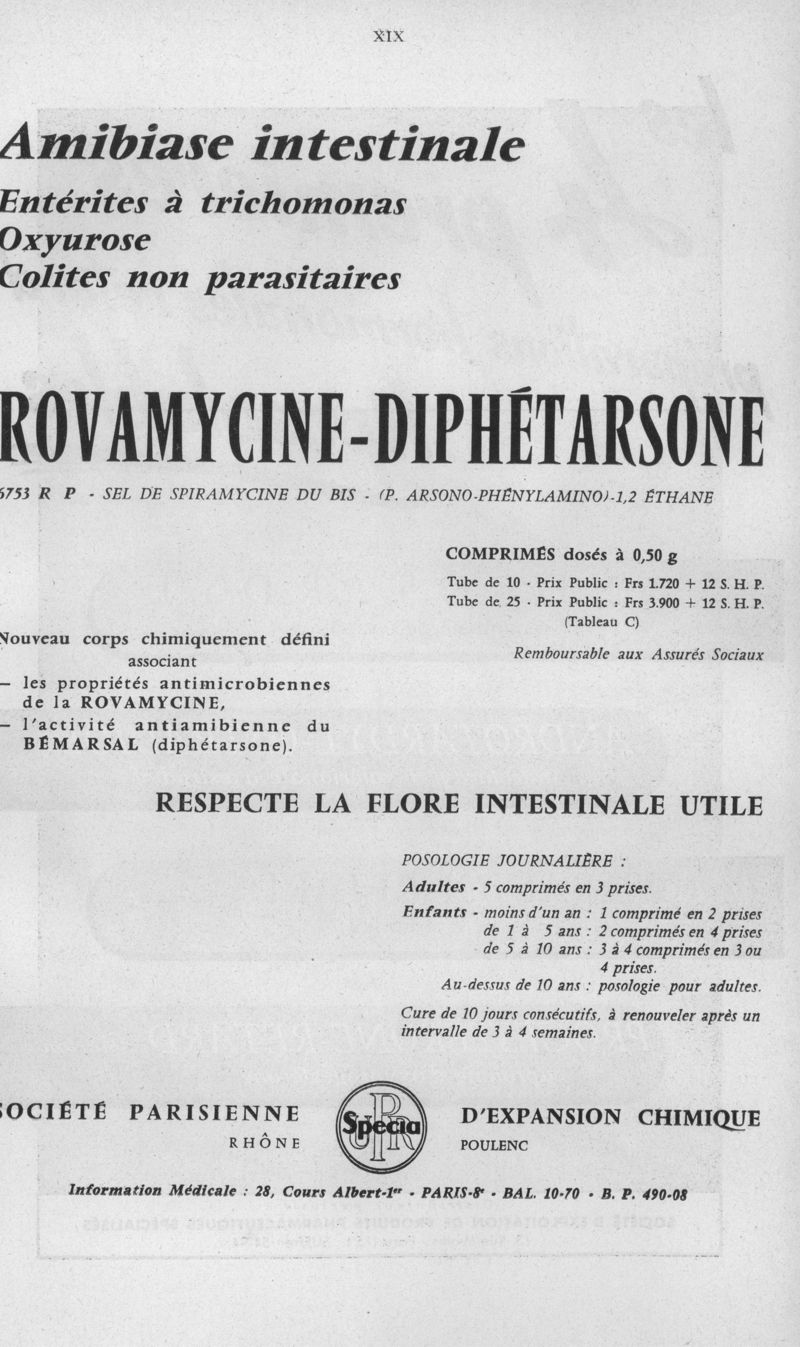 XIX
Amibiase intestinale
Entérites à trichomonas
Oxyurose
Colites non parasitaires
ROVAMYCINE-DIPHÉTARSONE
6753 R P - SEL DE SPIRAMYCINE DU BIS - (P. ARSONO-PHÉNYLAMINO)-1,2 ÉTHANE
COMPRIMÉS dosés à 0,50 g
Tube de 10 - Prix Public : Frs 1.720 + 12 S. H. P.
Tube de 25 - Prix Public : Frs 3.900 + 12 S. H. P.
(Tableau C)
Remboursable aux Assurés Sociaux
Nouveau corps chimiquement défini
associant
— les propriétés antimicrobiennes
de la ROVAMYCINE,
— l'activité antiamibienne du
BÉMARSAL (diphétarsone).
RESPECTE LA FLORE INTESTINALE UTILE
POSOLOGIE JOURNALIÈRE :
Adultes - 5 comprimés en 3 prises.
Enfants - moins d'un an : 1 comprimé en 2 prises
de 1 à 5 ans : 2 comprimés en 4 prises
de 5 à 10 ans : 3 à 4 comprimés en 3 ou
4 prises.
Au-dessus de 10 ans : posologie pour adultes.
Cure de 10 jours consécutifs, à renouveler après un
intervalle de 3 à 4 semaines.
SOCIÉTÉ PARISIENNE
RHÔNE
Specia
D'EXPANSION CHIMIQUE
POULENC
Information Médicale : 28, Cours Albert-1er - PARIS-8e - BAL. 10-70 - B. P. 490-08